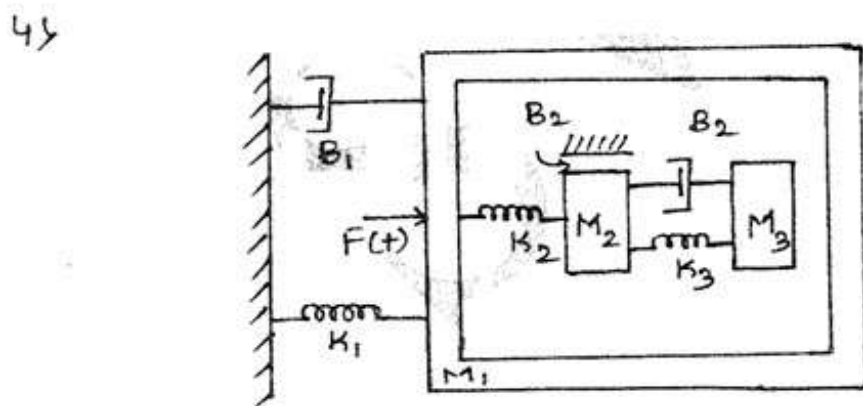 4)
B₁
F(t)
K₁
M₁
B₂
K₂
M₂
B₂
K₃
M₃